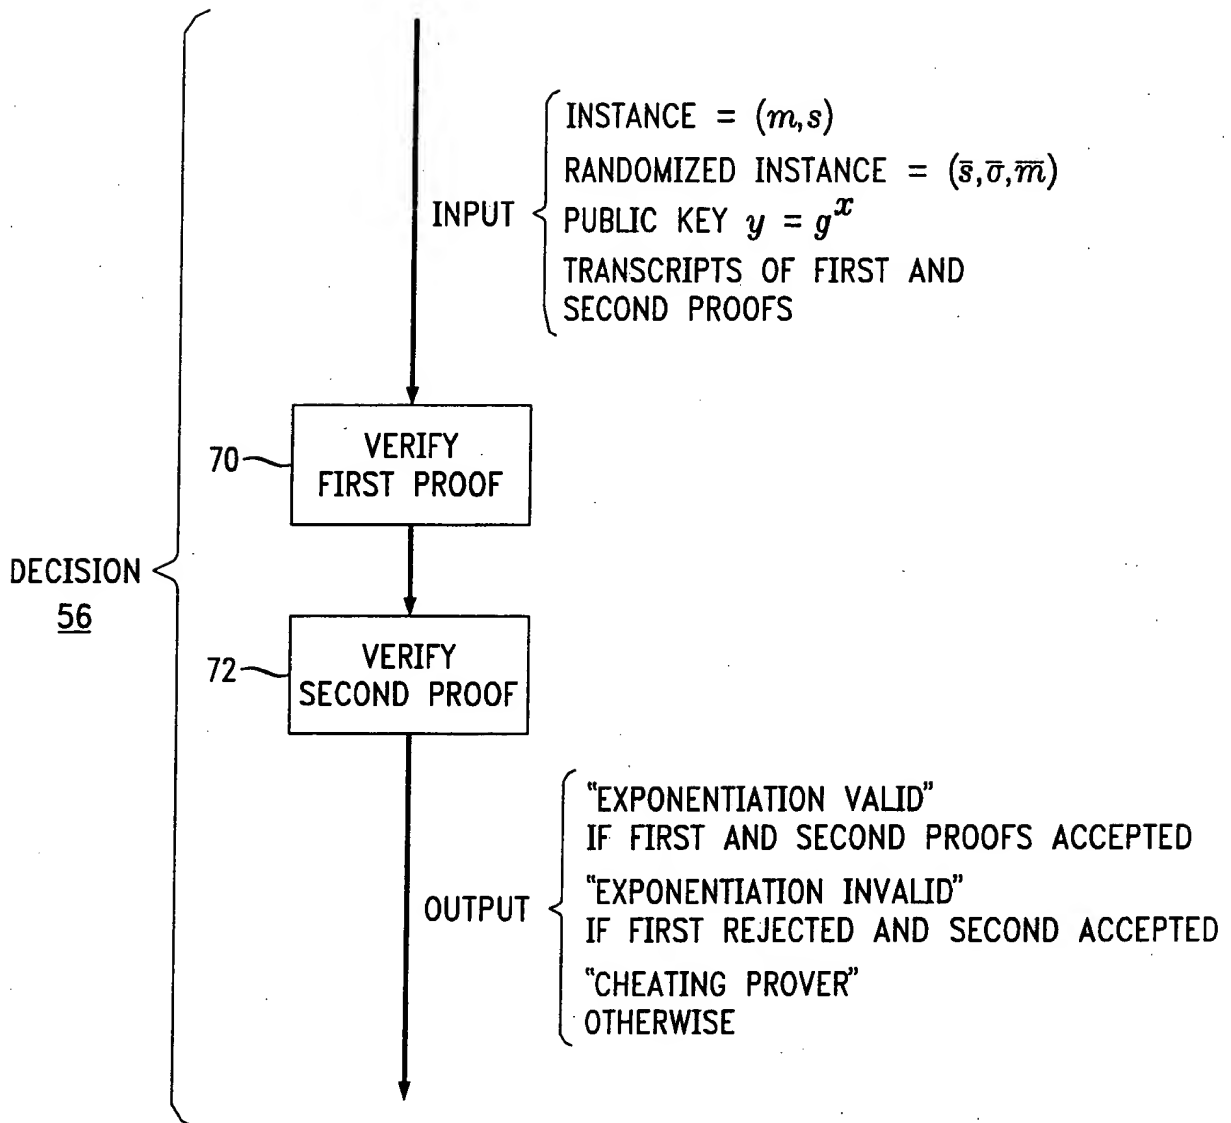 INSTANCE = (m,s)
RANDOMIZED INSTANCE = (s̄,σ̄,m̄)
INPUT
PUBLIC KEY y = g^x
TRANSCRIPTS OF FIRST AND
SECOND PROOFS
70
VERIFY
FIRST PROOF
DECISION
56
72
VERIFY
SECOND PROOF
"EXPONENTIATION VALID"
IF FIRST AND SECOND PROOFS ACCEPTED
OUTPUT
"EXPONENTIATION INVALID"
IF FIRST REJECTED AND SECOND ACCEPTED
"CHEATING PROVER"
OTHERWISE